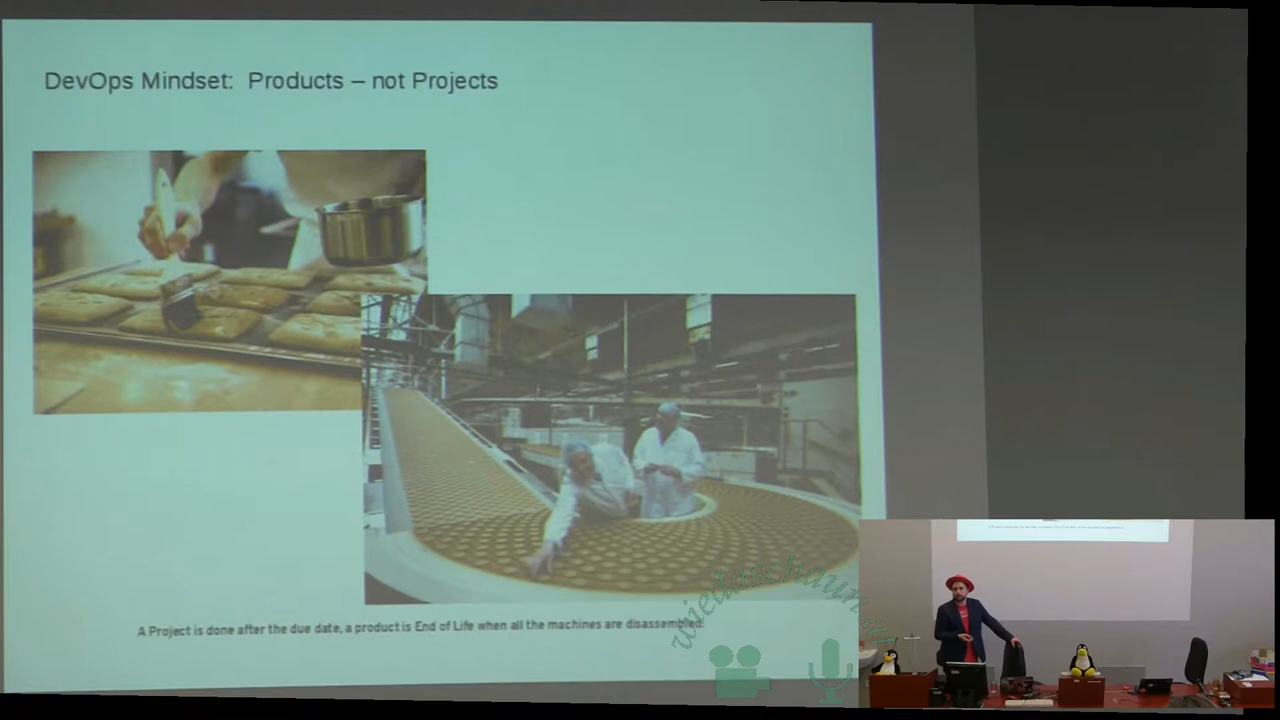 DevOps Mindset: Products – not Projects
A Project is done after the due date, a product is End of Life when all the machines are disassembled.